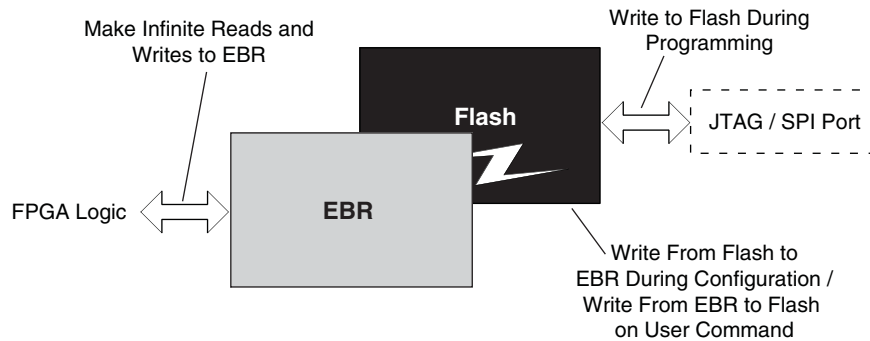 Make Infinite Reads and
Writes to EBR
Write to Flash During
Programming
Flash
JTAG / SPI Port
FPGA Logic
EBR
Write From Flash to
EBR During Configuration /
Write From EBR to Flash
on User Command